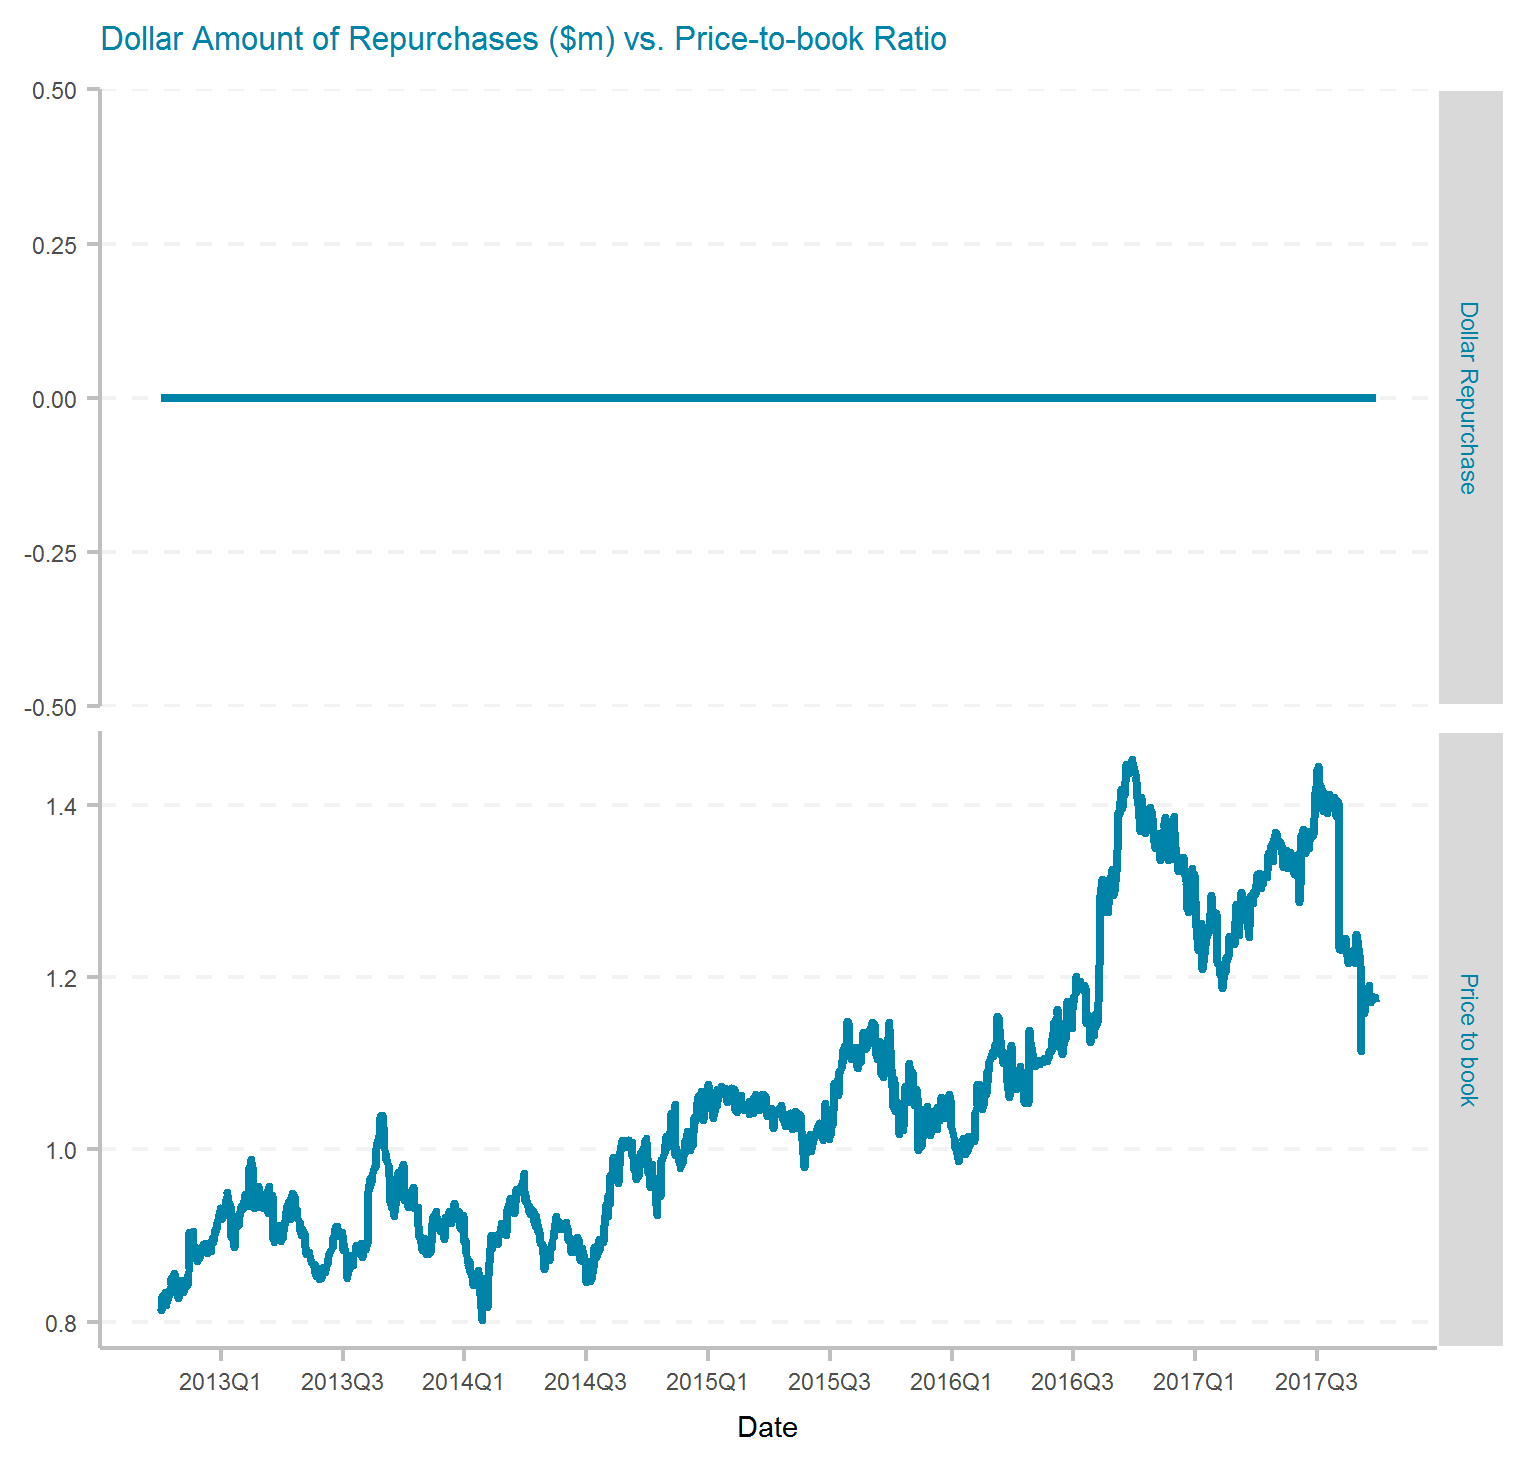 Dollar Amount of Repurchases ($m) vs. Price-to-book Ratio
0.50
0.25
0.00
-0.25
-0.50
Dollar Repurchase
1.4
1.2
1.0
0.8
Price to book
2013Q1 2013Q3 2014Q1 2014Q3 2015Q1 2015Q3 2016Q1 2016Q3 2017Q1 2017Q3
Date